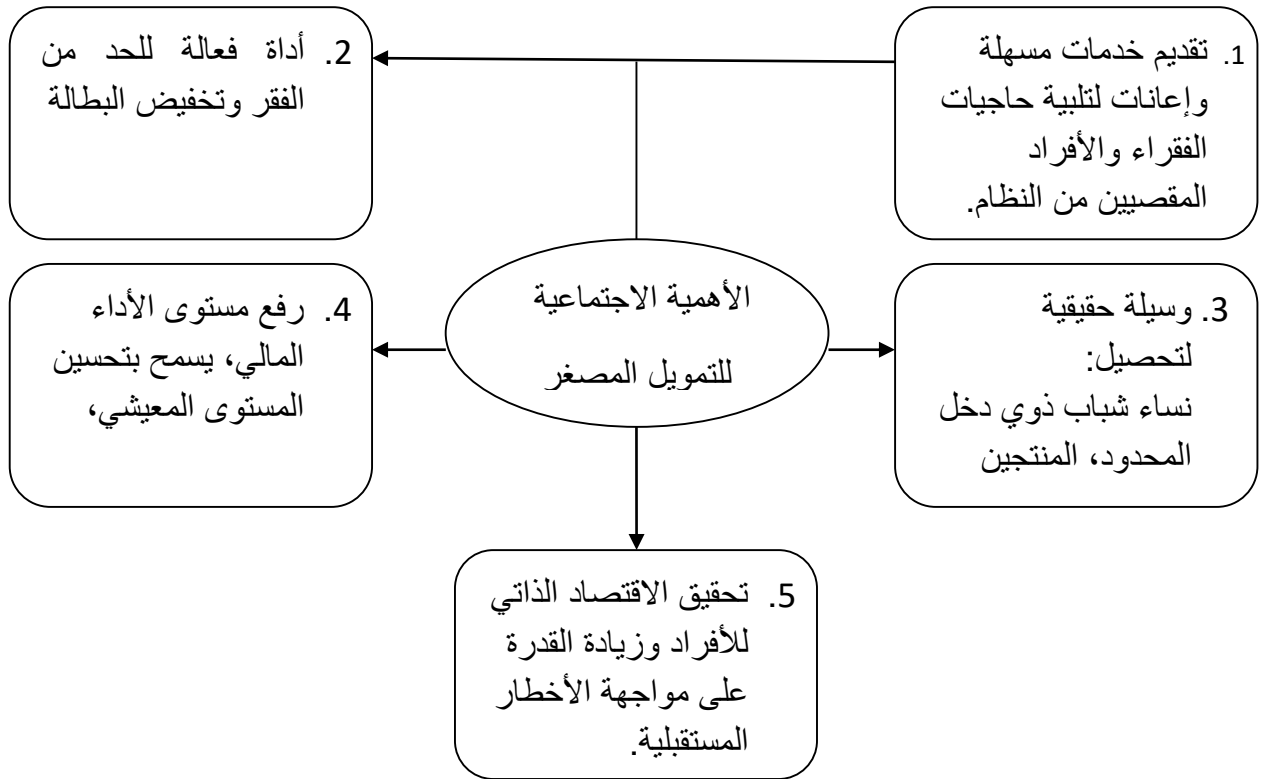 1. تقديم خدمات مسهلة
وإعانات لتلبية حاجيات
الفقراء والأفراد
المقصيين من النظام.
2. أداة فعالة للحد من
الفقر وتخفيض البطالة
الأهمية الاجتماعية
للتمويل المصغر
3. وسيلة حقيقية
لتحصيل:
نساء شباب ذوي دخل
المحدود، المنتجين
4. رفع مستوى الأداء
المالي، يسمح بتحسين
المستوى المعيشي،
5. تحقيق الاقتصاد الذاتي
للأفراد وزيادة القدرة
على مواجهة الأخطار
المستقبلية.